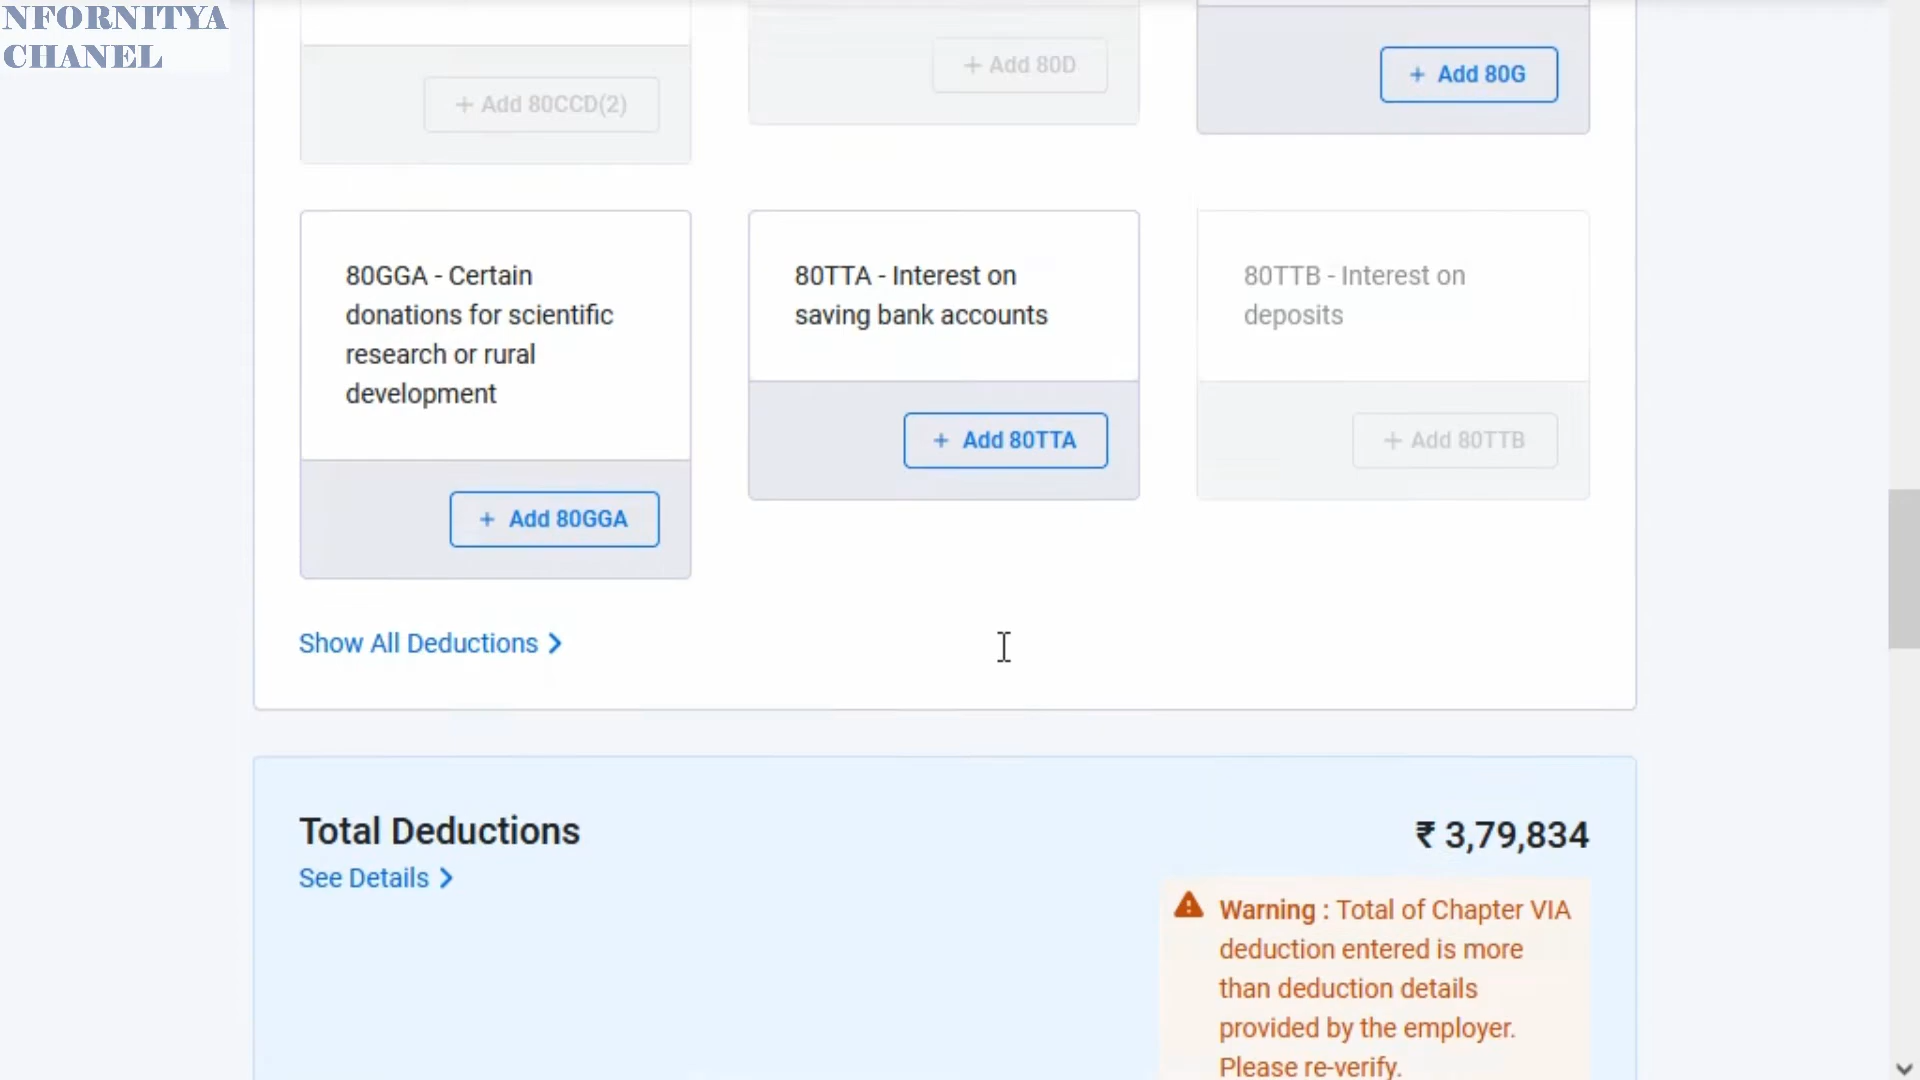 NFORNITYA
CHANEL
+ Add 80CCD(2)
+ Add 80D
+ Add 80G
80GGA - Certain
donations for scientific
research or rural
development
+ Add 80GGA
80TTA - Interest on
saving bank accounts
+ Add 80TTA
80TTB - Interest on
deposits
+ Add 80TTB
Show All Deductions
Total Deductions
₹ 3,79,834
See Details
Warning : Total of Chapter VIA
deduction entered is more
than deduction details
provided by the employer.
Please re-verify.